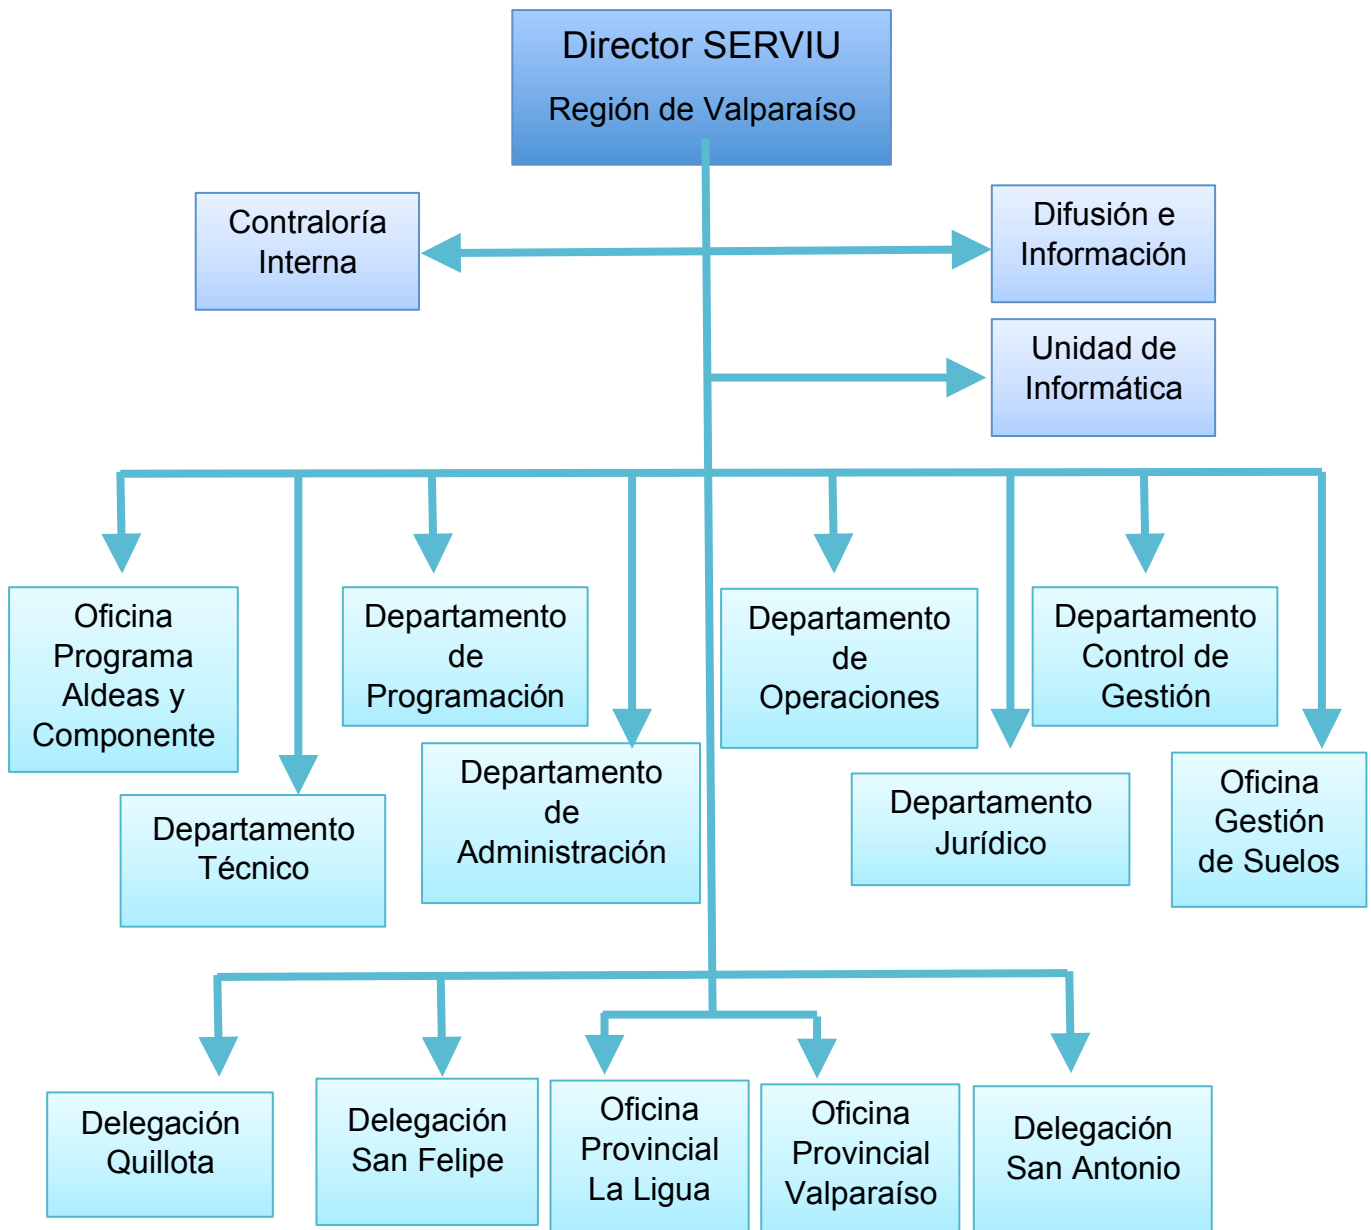 Director SERVIU
Región de Valparaíso
Contraloría
Interna
Difusión e
Información
Unidad de
Informática
Oficina
Programa
Aldeas y
Componente
Departamento
de
Programación
Departamento
de
Operaciones
Departamento
Control de
Gestión
Departamento
Técnico
Departamento
de
Administración
Departamento
Jurídico
Oficina
Gestión
de Suelos
Delegación
Quillota
Delegación
San Felipe
Oficina
Provincial
La Ligua
Oficina
Provincial
Valparaíso
Delegación
San Antonio